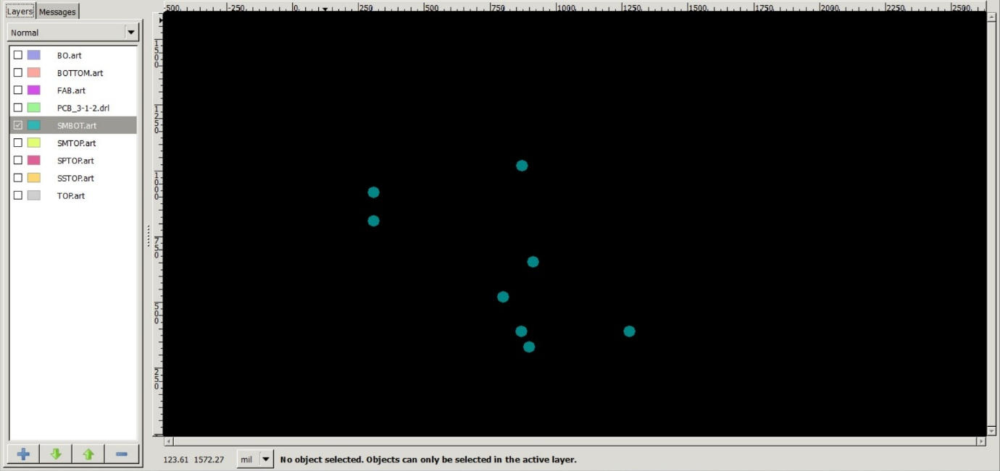 Layers Messages
-500 -250 0 250 500 750 1000 1250 1500 1750 2000 2250 2500
Normal
BO.art
BOTTOM.art
FAB.art
PCB_3-1-2.drl
SMBOT.art
SMTOP.art
SPTOP.art
SSTOP.art
TOP.art
1500
1250
1000
750
500
250
123.61 1572.27 mil No object selected. Objects can only be selected in the active layer.